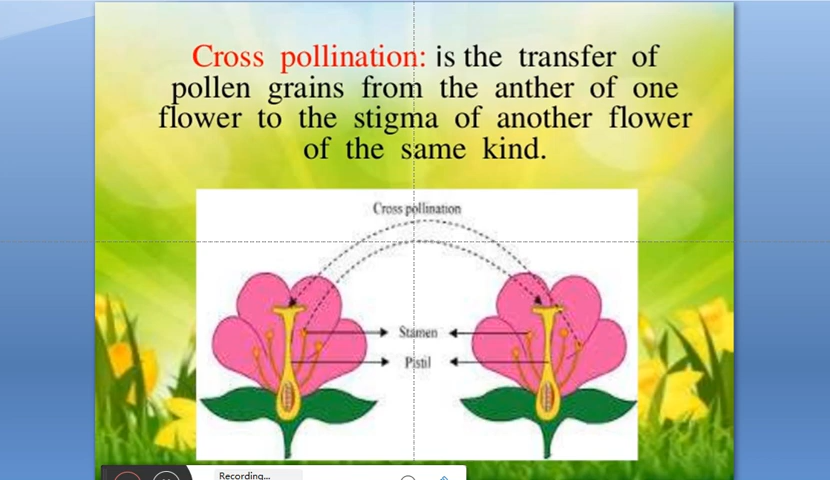 Cross pollination: is the transfer of
pollen grains from the anther of one
flower to the stigma of another flower
of the same kind.
Cross pollination
Stamen
Pistil
Recording...